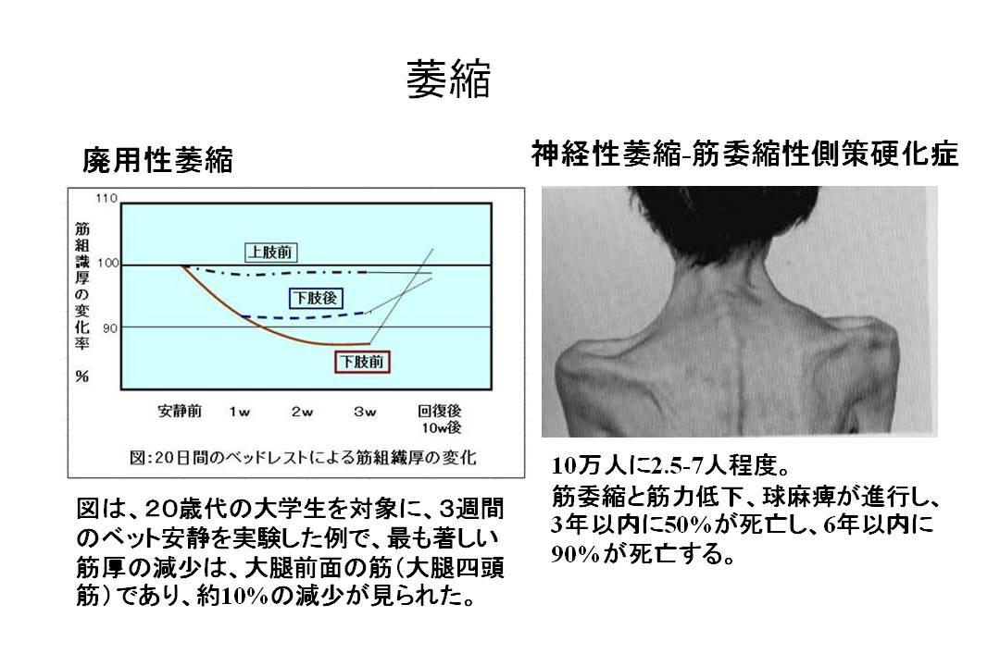 萎縮
廃用性萎縮
110
100
90
筋組識厚の変化率 %
上肢前
下肢後
下肢前
安静前 1w 2w 3w 回復後
10w後
図:20日間のベッドレストによる筋組織厚の変化
図は、２０歳代の大学生を対象に、３週間
のベット安静を実験した例で、最も著しい
筋厚の減少は、大腿前面の筋（大腿四頭
筋）であり、約10%の減少が見られた。
神経性萎縮-筋委縮性側策硬化症
10万人に2.5-7人程度。
筋委縮と筋力低下、球麻痺が進行し、
3年以内に50%が死亡し、6年以内に
90%が死亡する。